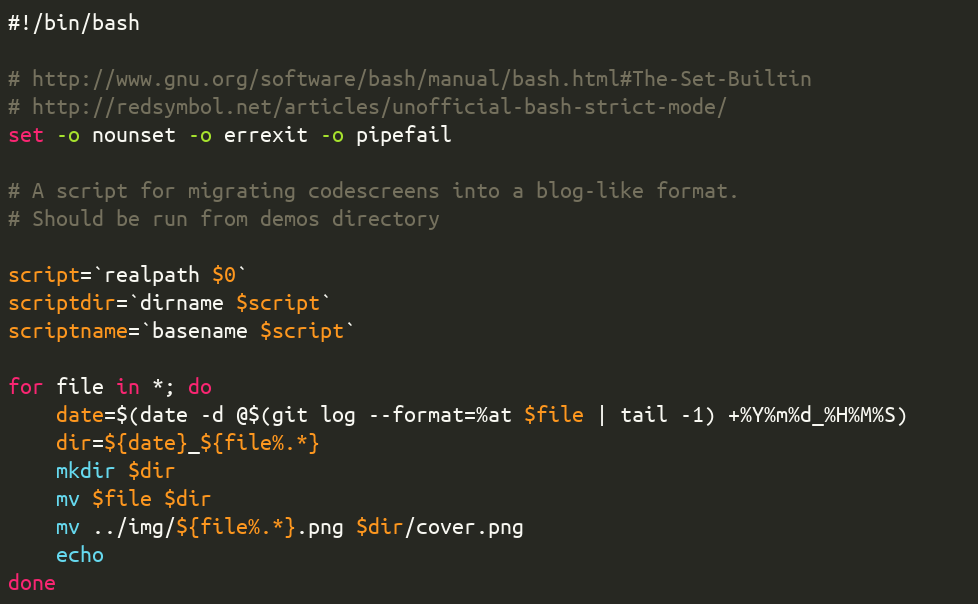 #!/bin/bash

# http://www.gnu.org/software/bash/manual/bash.html#The-Set-Builtin
# http://redsymbol.net/articles/unofficial-bash-strict-mode/
set -o nounset -o errexit -o pipefail

# A script for migrating codescreens into a blog-like format.
# Should be run from demos directory

script=`realpath $0`
scriptdir=`dirname $script`
scriptname=`basename $script`

for file in *; do
    date=$(date -d @$(git log --format=%at $file | tail -1) +%Y%m%d_%H%M%S)
    dir=${date}_${file%.*}
    mkdir $dir
    mv $file $dir
    mv ../img/${file%.*}.png $dir/cover.png
    echo
done